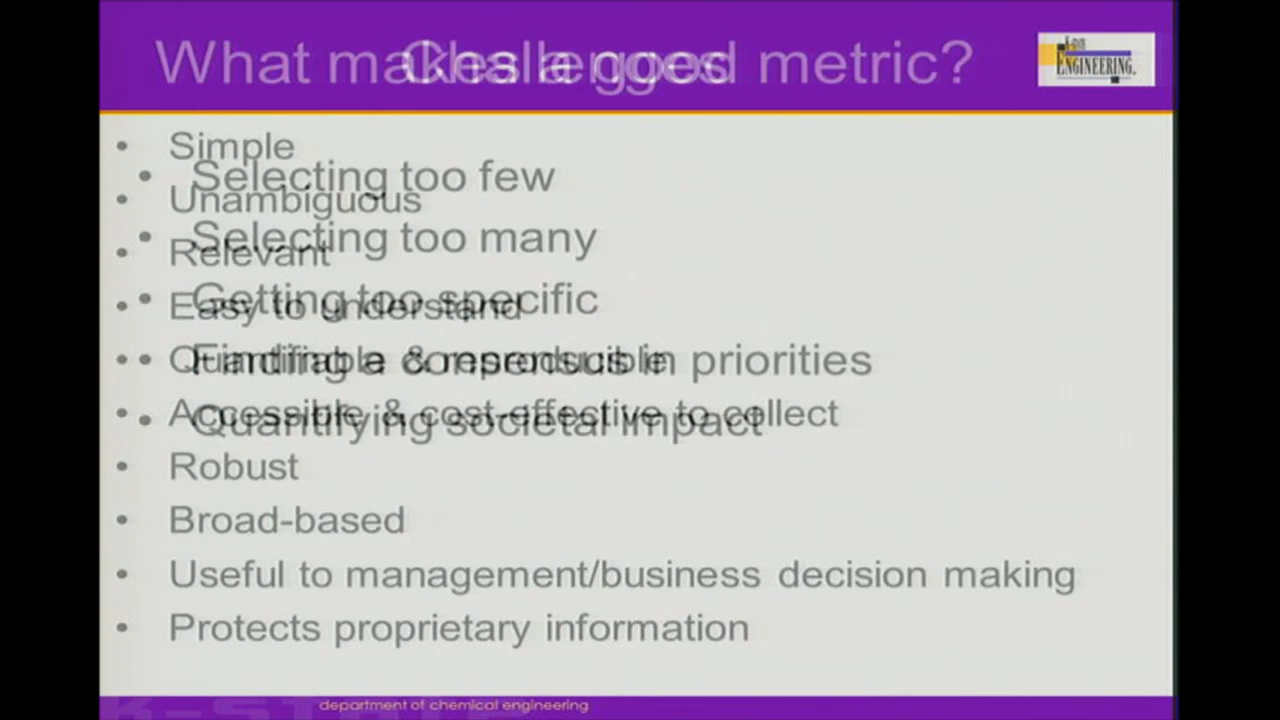 What makes a good metric?
Challenges
ENGINEERING.
• Simple
• Selecting too few
• Unambiguous
• Selecting too many
• Relevant
• Getting too specific
• Easy to understand
• Quantifiable & reproducible
• Finding a consensus in priorities
• Accessible & cost-effective to collect
• Quantifying societal impact
• Robust
• Broad-based
• Useful to management/business decision making
• Protects proprietary information
department of chemical engineering